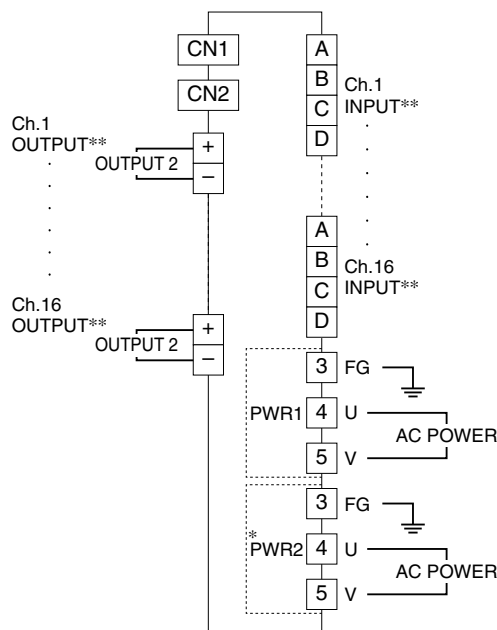 CN1
CN2
Ch.1
OUTPUT**
OUTPUT 2
+
−
Ch.16
OUTPUT**
OUTPUT 2
+
−
A
B
C
D
Ch.1
INPUT**
A
B
C
D
Ch.16
INPUT**
PWR1
3 FG
4 U
5 V
AC POWER
*
PWR2
3 FG
4 U
5 V
AC POWER